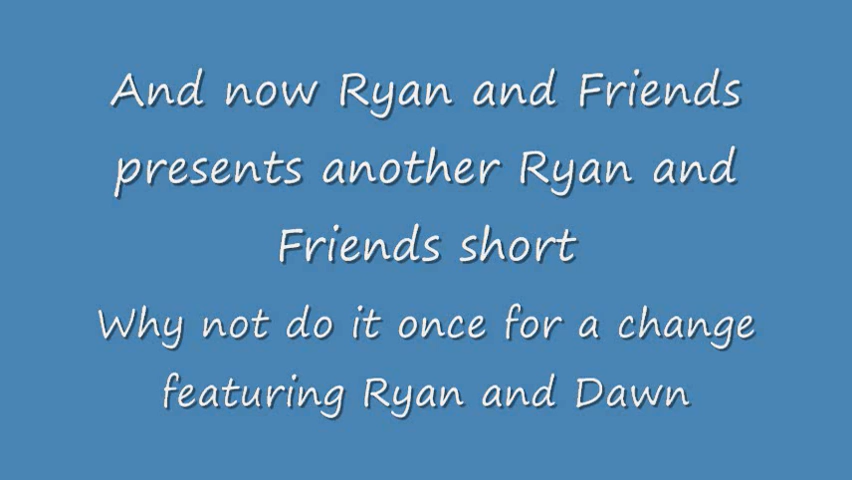 And now Ryan and Friends
presents another Ryan and
Friends short
Why not do it once for a change
featuring Ryan and Dawn